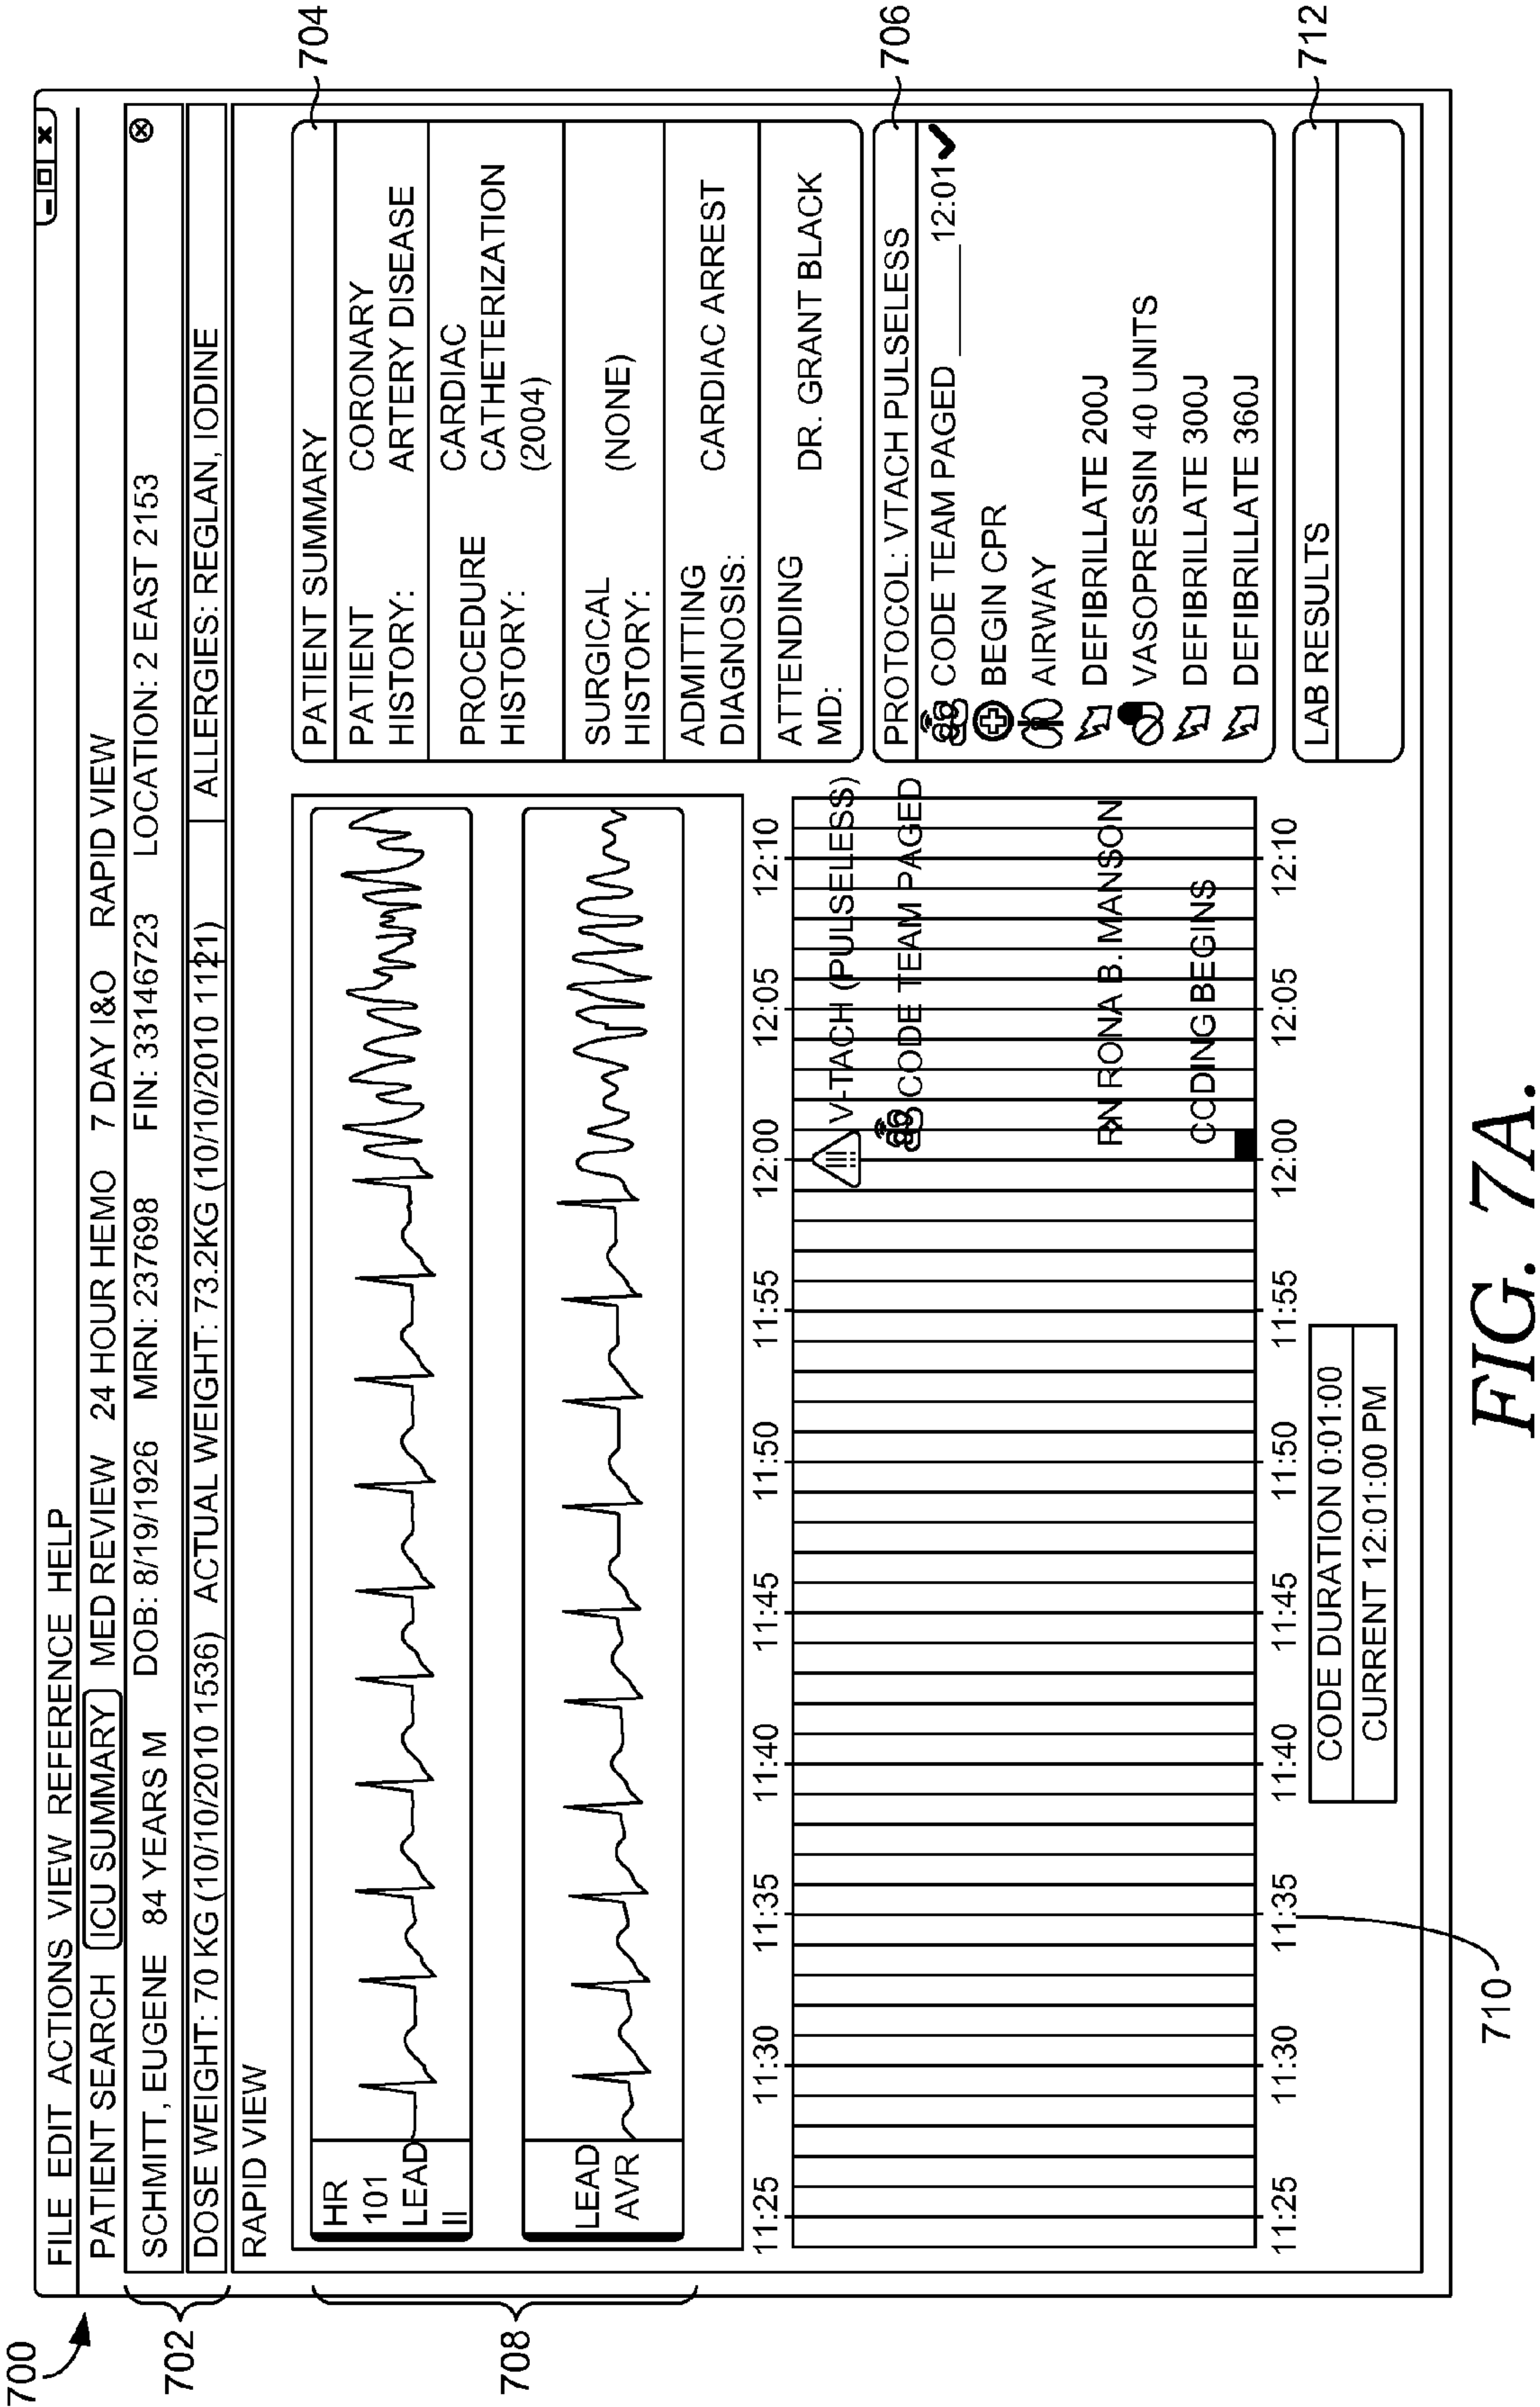 700
FILE EDIT ACTIONS VIEW REFERENCE HELP
PATIENT SEARCH ICU SUMMARY MED REVIEW 24 HOUR HEMO 7 DAY I&O RAPID VIEW
702
SCHMITT, EUGENE 84 YEARS M DOB: 8/19/1926 MRN: 237698 FIN: 33146723 LOCATION: 2 EAST 2153
DOSE WEIGHT: 70 KG (10/10/2010 1536) ACTUAL WEIGHT: 73.2KG (10/10/2010 1121) ALLERGIES: REGLAN, IODINE
RAPID VIEW
708
HR
101
LEAD
II
LEAD
AVR
704
PATIENT SUMMARY
PATIENT HISTORY: CORONARY ARTERY DISEASE
PROCEDURE HISTORY: CARDIAC CATHETERIZATION (2004)
SURGICAL HISTORY: (NONE)
ADMITTING DIAGNOSIS: CARDIAC ARREST
ATTENDING MD: DR. GRANT BLACK
11:25 11:30 11:35 11:40 11:45 11:50 11:55 12:00 12:05 12:10
V-TACH (PULSELESS)
CODE TEAM PAGED
RN RONA B. MANSON
CODING BEGINS
11:25 11:30 11:35 11:40 11:45 11:50 11:55 12:00 12:05 12:10
710
CODE DURATION 0:01:00
CURRENT 12:01:00 PM
706
PROTOCOL: VTACH PULSELESS
CODE TEAM PAGED ______ 12:01
BEGIN CPR
AIRWAY
DEFIBRILLATE 200J
VASOPRESSIN 40 UNITS
DEFIBRILLATE 300J
DEFIBRILLATE 360J
712
LAB RESULTS
FIG. 7A.